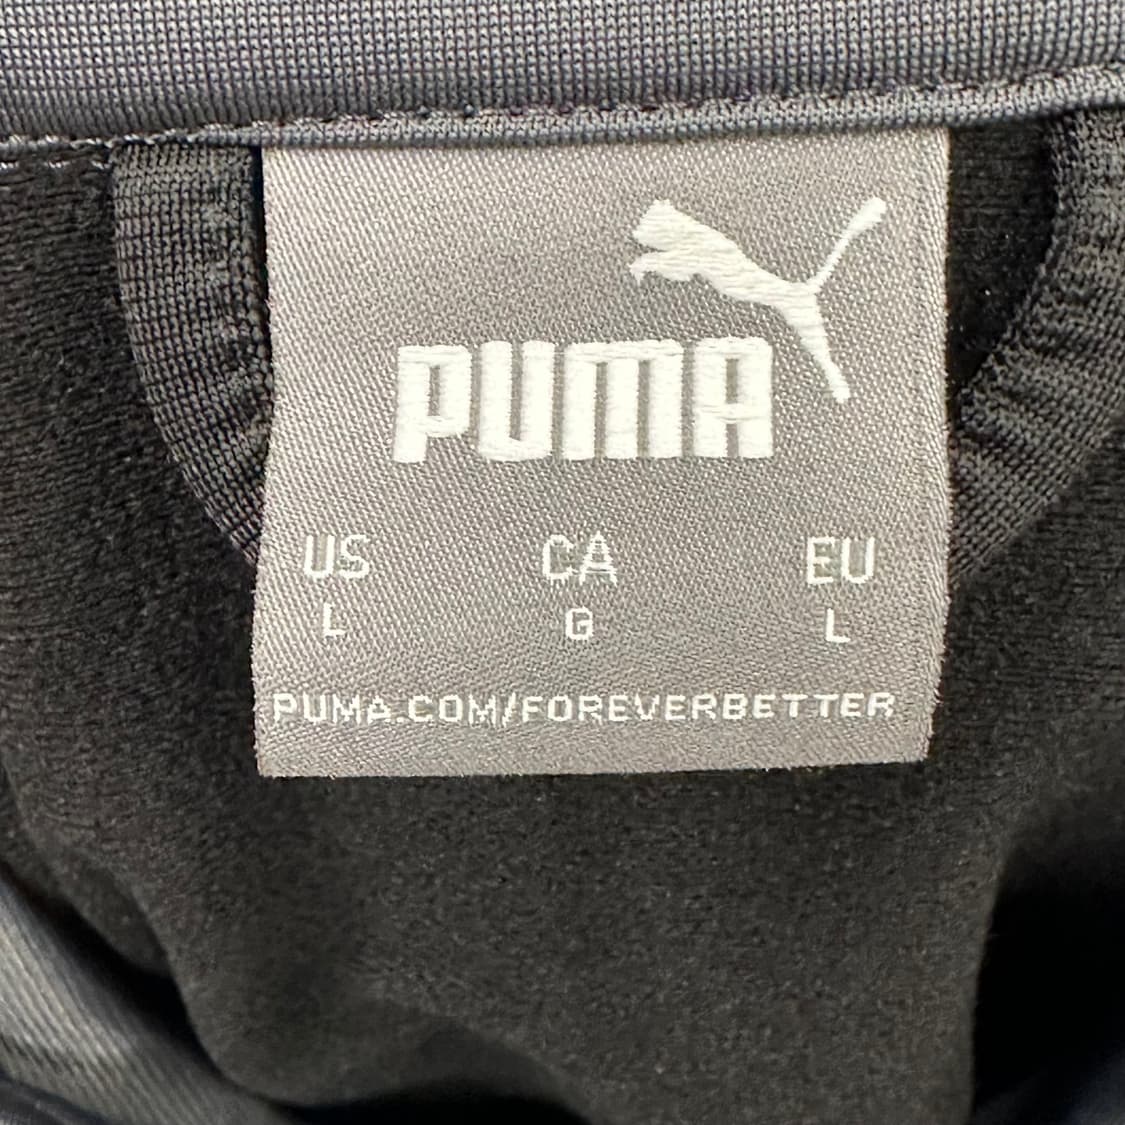 PUMA
US CA EU
L G L
PUMA.COM/FOREVERBETTER